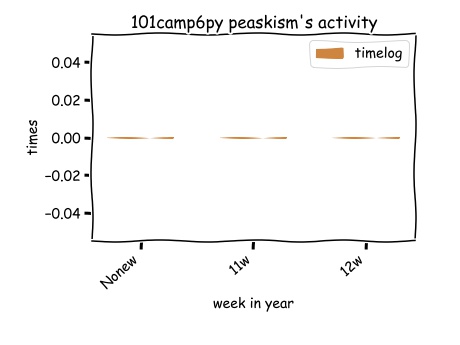 101camp6py peaskism's activity
timelog
times
0.04
0.02
0.00
−0.02
−0.04
Nonew
11w
12w
week in year